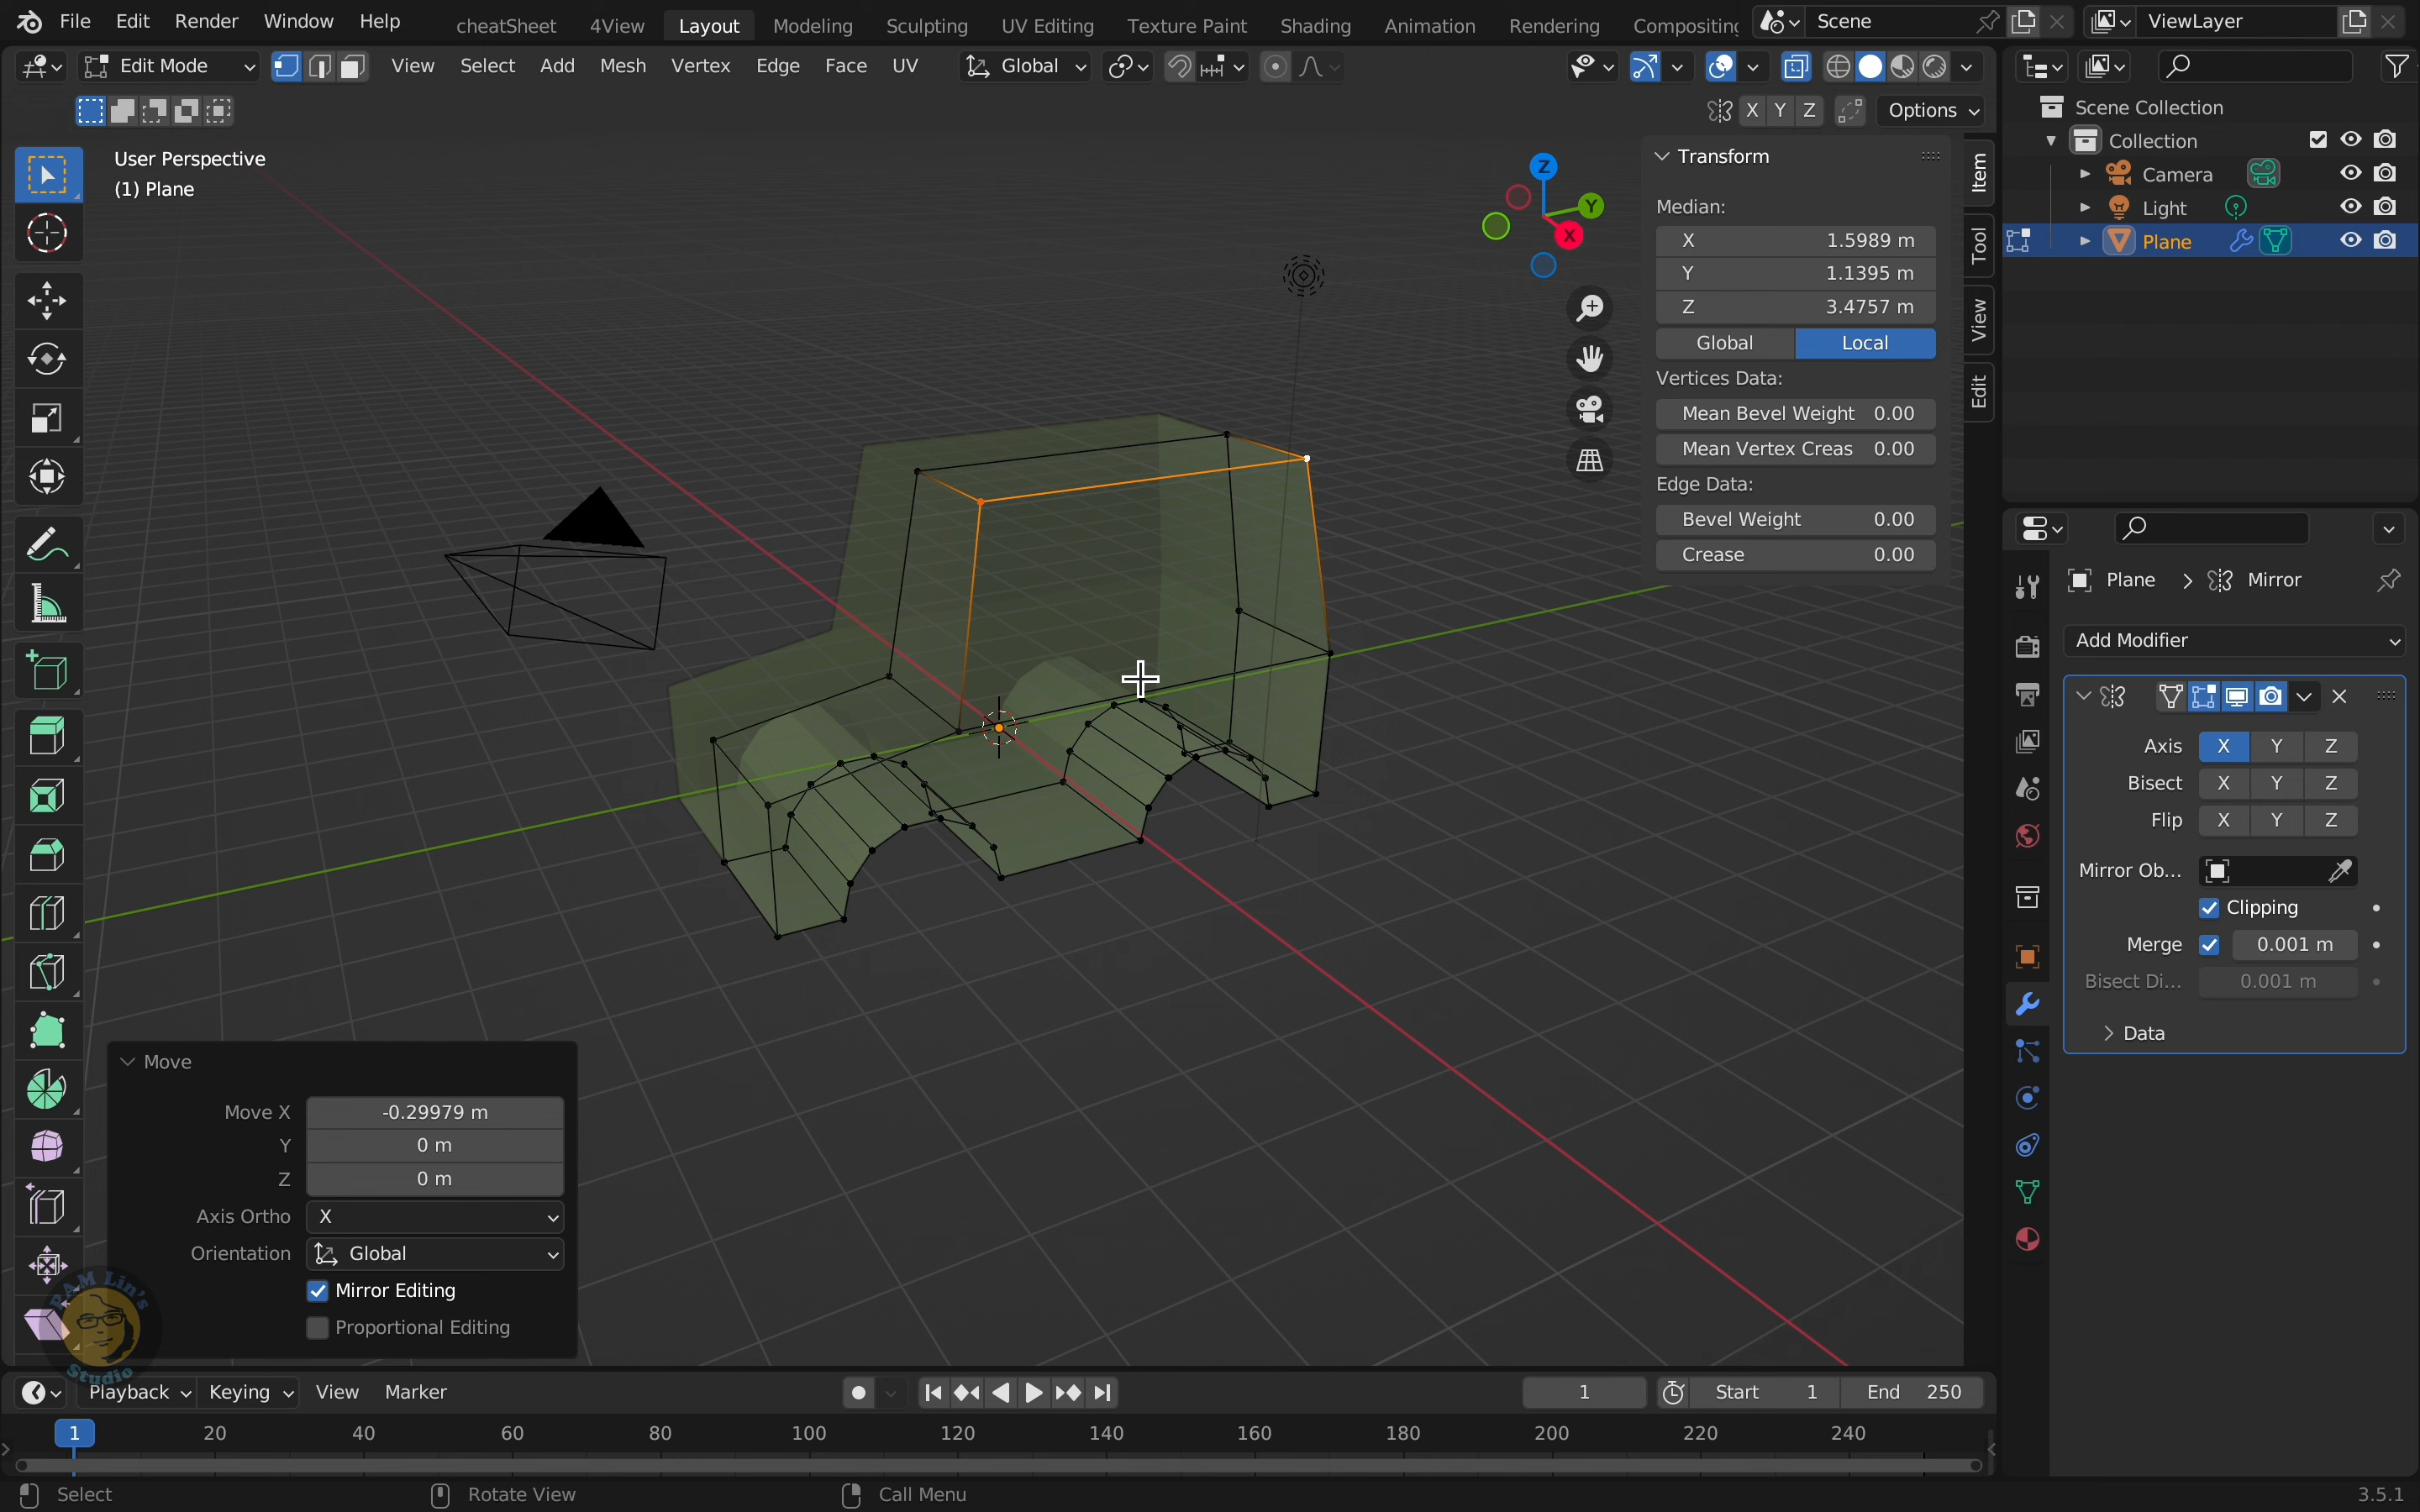 File Edit Render Window Help cheatSheet 4View Layout Modeling Sculpting UV Editing Texture Paint Shading Animation Rendering Compositing Scene ViewLayer
Edit Mode View Select Add Mesh Vertex Edge Face UV Global
X Y Z Options
User Perspective
(1) Plane
Z
Y
X
Transform
Median:
X 1.5989 m
Y 1.1395 m
Z 3.4757 m
Global Local
Vertices Data:
Mean Bevel Weight 0.00
Mean Vertex Creas 0.00
Edge Data:
Bevel Weight 0.00
Crease 0.00
Item
Tool
View
Edit
Scene Collection
Collection
Camera
Light
Plane
Plane Mirror
Add Modifier
Axis X Y Z
Bisect X Y Z
Flip X Y Z
Mirror Ob...
Clipping
Merge 0.001 m
Bisect Di... 0.001 m
Data
Move
Move X -0.29979 m
Y 0 m
Z 0 m
Axis Ortho X
Orientation Global
Mirror Editing
Proportional Editing
PAM Lin's
Studio
Playback Keying View Marker 1 Start 1 End 250
1 20 40 60 80 100 120 140 160 180 200 220 240
Select Rotate View Call Menu 3.5.1